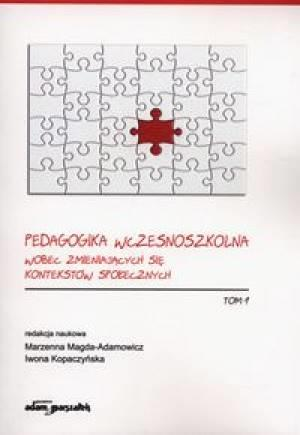 PEDAGOGIKA WCZESNOSZKOLNA
WOBEC ZMIENIAJĄCYCH SIĘ
KONTEKSTÓW SPOŁECZNYCH
TOM 1
redakcja naukowa
Marzenna Magda-Adamowicz
Iwona Kopaczyńska
adam marszałek